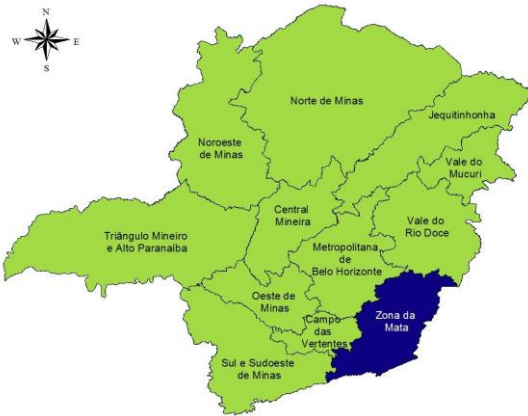 N
W E
S
Norte de Minas
Jequitinhonha
Noroeste
de Minas
Vale do
Mucuri
Central
Mineira
Vale do
Rio Doce
Triângulo Mineiro
e Alto Paranaiba
Metropolitana
de
Belo Horizonte
Oeste de
Minas
Campo
das
Vertentes
Zona da
Mata
Sul e Sudoeste
de Minas